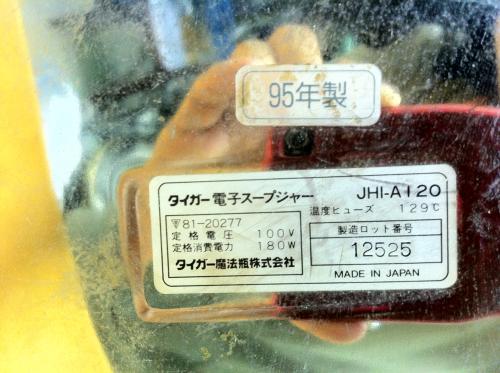 95年製
タイガー電子スープジャー JHI-A120
温度ヒューズ 129℃
〒81-20277
定格電圧 100V
定格消費電力 180W
タイガー魔法瓶株式会社
製造ロット番号
12525
MADE IN JAPAN